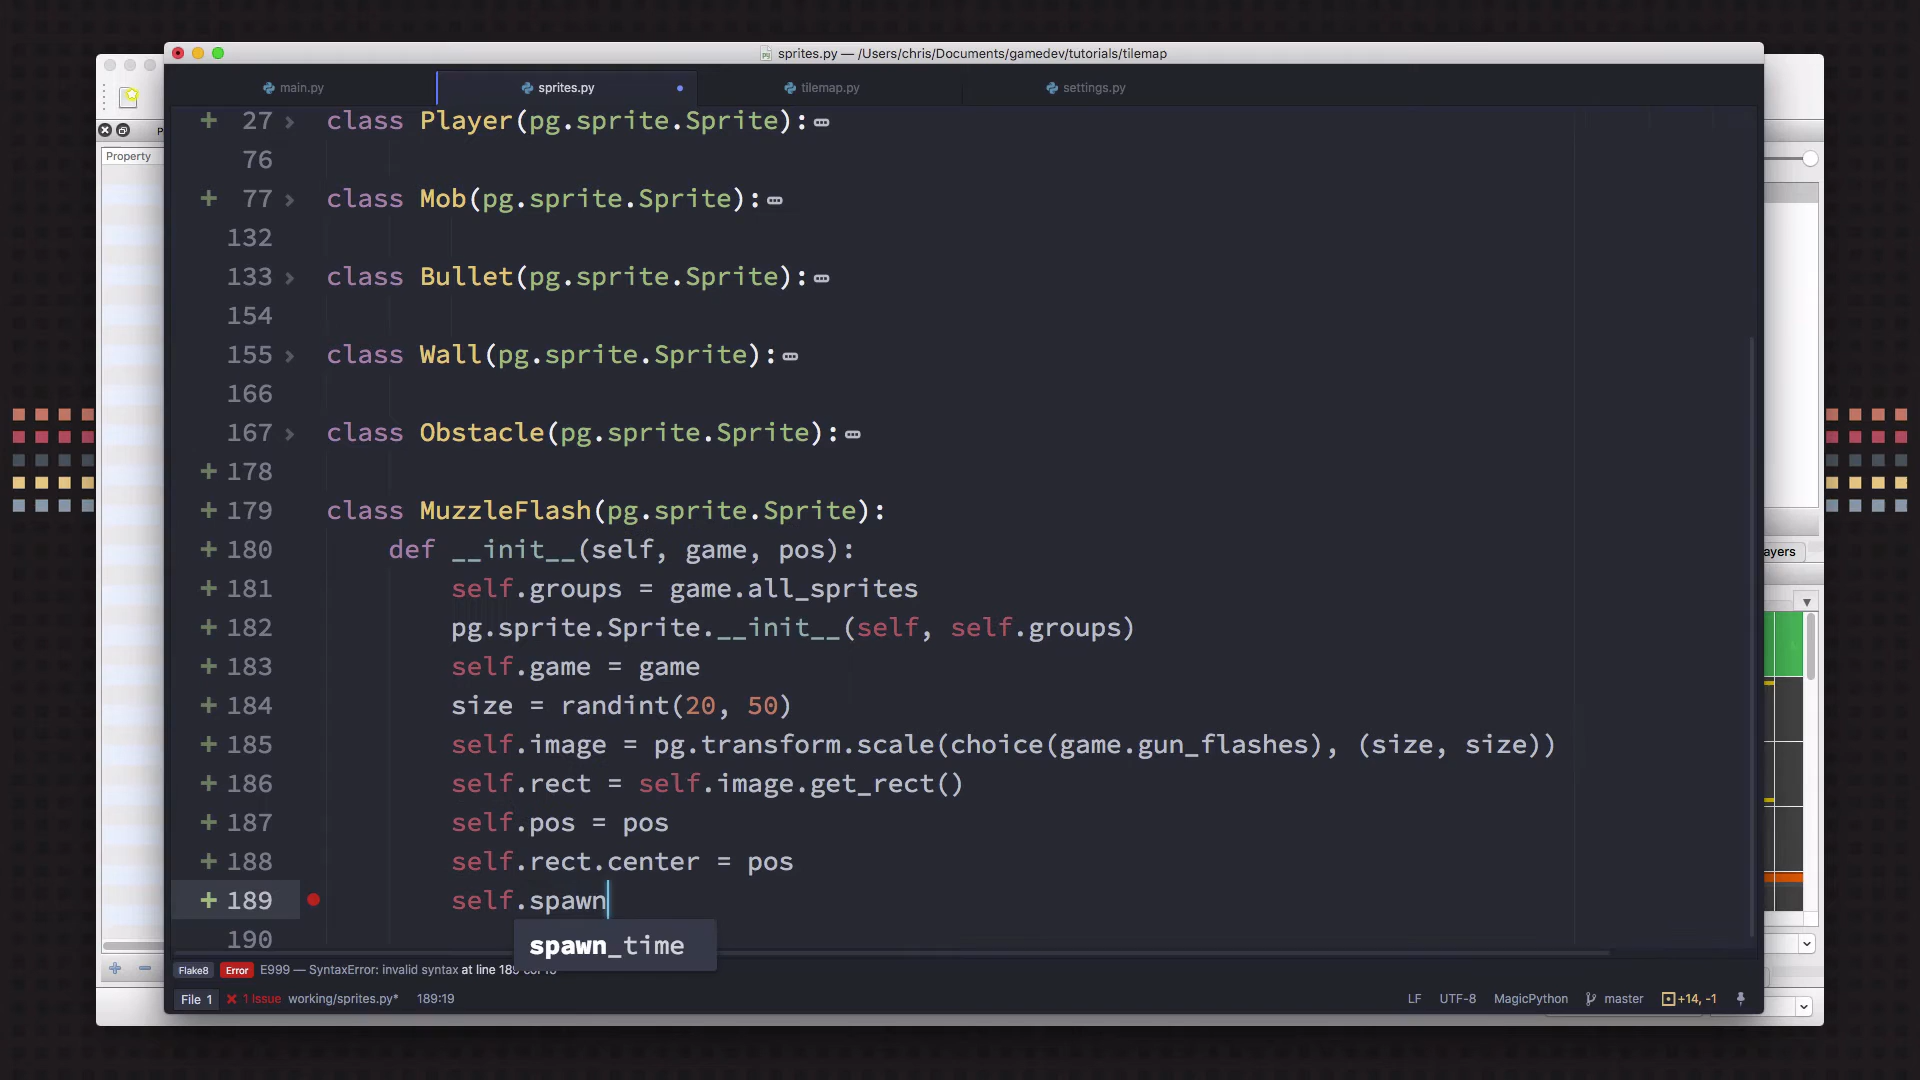 sprites.py — /Users/chris/Documents/gamedev/tutorials/tilemap
main.py
sprites.py
tilemap.py
settings.py
Property
+ 27 class Player(pg.sprite.Sprite):
76
+ 77 class Mob(pg.sprite.Sprite):
132
133 class Bullet(pg.sprite.Sprite):
154
155 class Wall(pg.sprite.Sprite):
166
167 class Obstacle(pg.sprite.Sprite):
+ 178
+ 179 class MuzzleFlash(pg.sprite.Sprite):
+ 180 def __init__(self, game, pos):
+ 181 self.groups = game.all_sprites
+ 182 pg.sprite.Sprite.__init__(self, self.groups)
+ 183 self.game = game
+ 184 size = randint(20, 50)
+ 185 self.image = pg.transform.scale(choice(game.gun_flashes), (size, size))
+ 186 self.rect = self.image.get_rect()
+ 187 self.pos = pos
+ 188 self.rect.center = pos
+ 189 self.spawn
190
spawn_time
ayers
Flake8 Error E999 — SyntaxError: invalid syntax at line
File 1 1 Issue working/sprites.py* 189:19
LF UTF-8 MagicPython master +14, -1